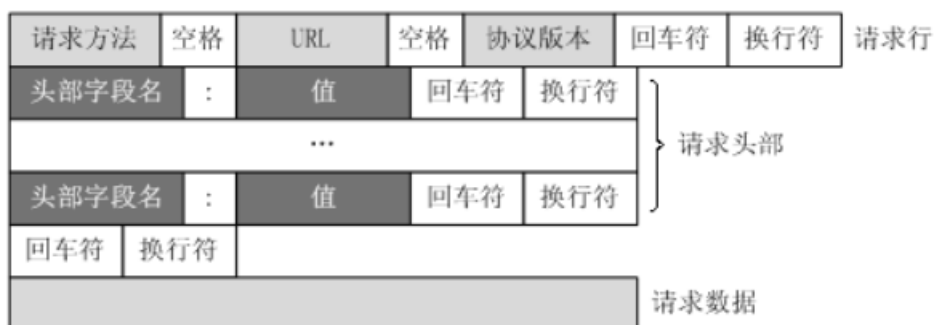 请求方法 空格 URL 空格 协议版本 回车符 换行符 请求行
头部字段名 : 值 回车符 换行符
… 请求头部
头部字段名 : 值 回车符 换行符
回车符 换行符
请求数据